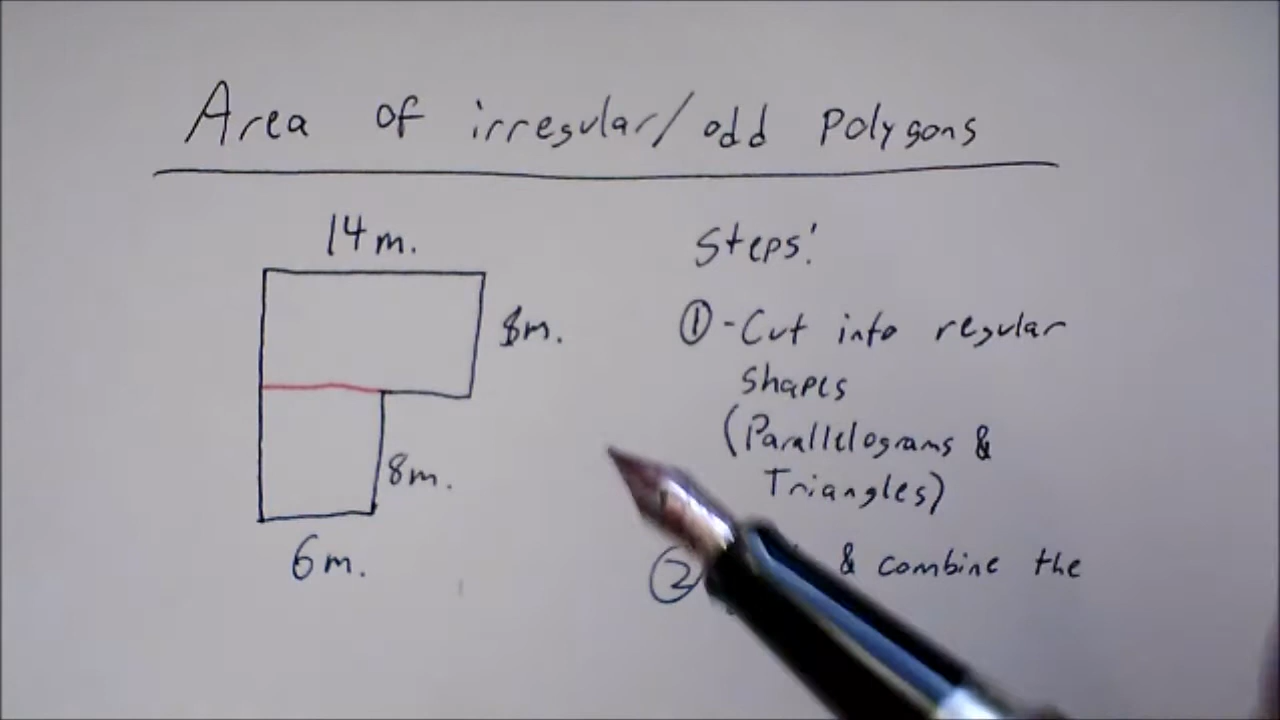 Area of irregular/odd Polygons
14m.
8m.
8m.
6m.
Steps:
① -Cut into regular
shapes
(Parallelograms &
Triangles)
② & combine the